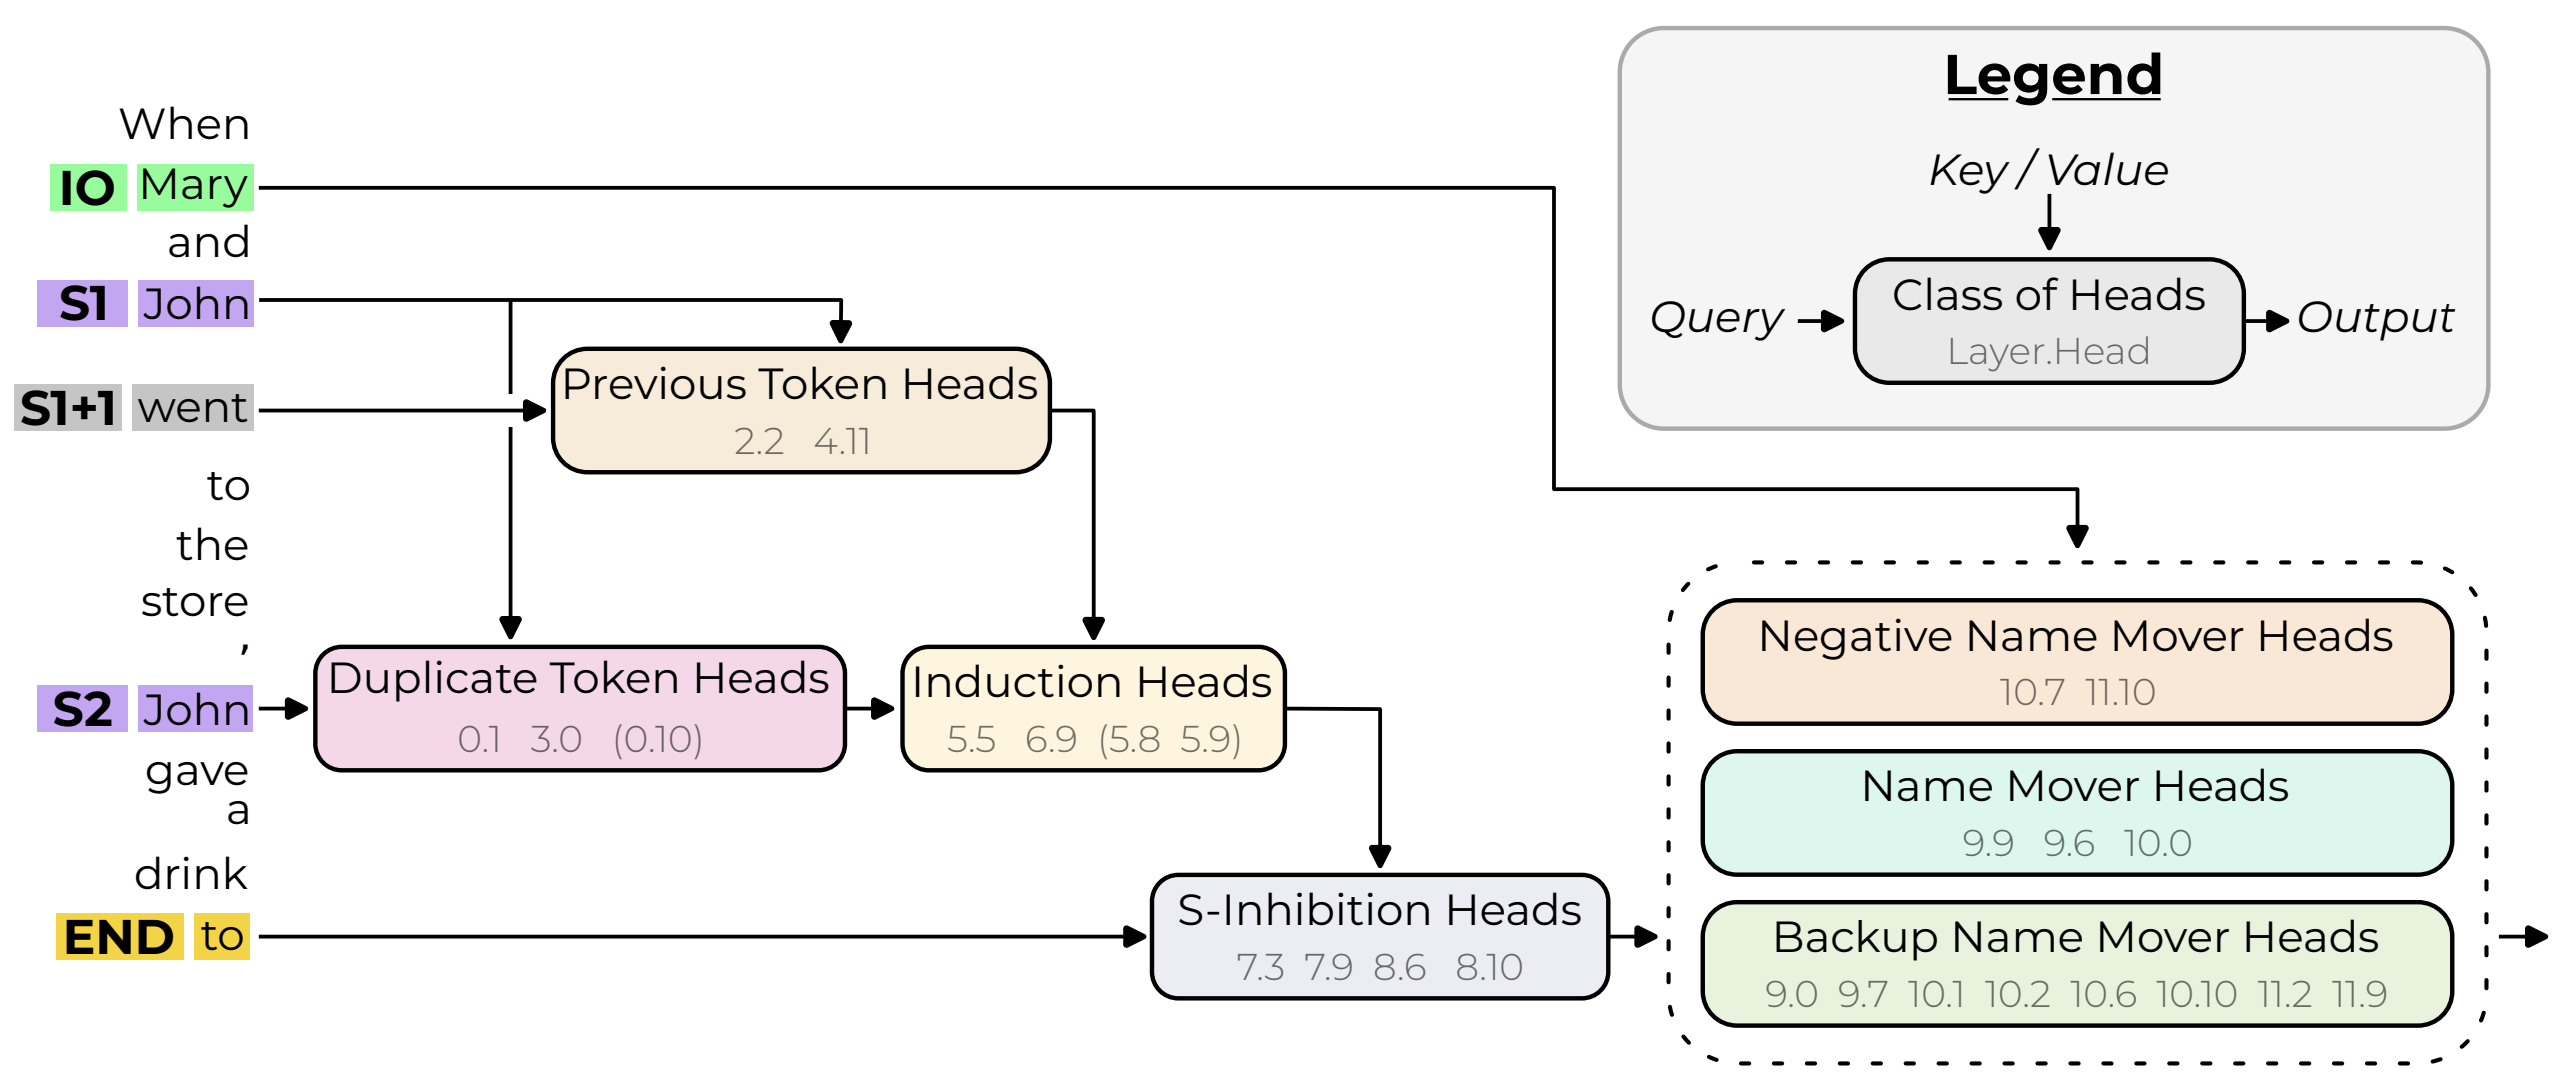 Legend
Key / Value
Query
Class of Heads
Layer.Head
Output
When
IO Mary
and
S1 John
S1+1 went
to
the
store
,
S2 John
gave
a
drink
END to
Previous Token Heads
2.2 4.11
Duplicate Token Heads
0.1 3.0 (0.10)
Induction Heads
5.5 6.9 (5.8 5.9)
S-Inhibition Heads
7.3 7.9 8.6 8.10
Negative Name Mover Heads
10.7 11.10
Name Mover Heads
9.9 9.6 10.0
Backup Name Mover Heads
9.0 9.7 10.1 10.2 10.6 10.10 11.2 11.9